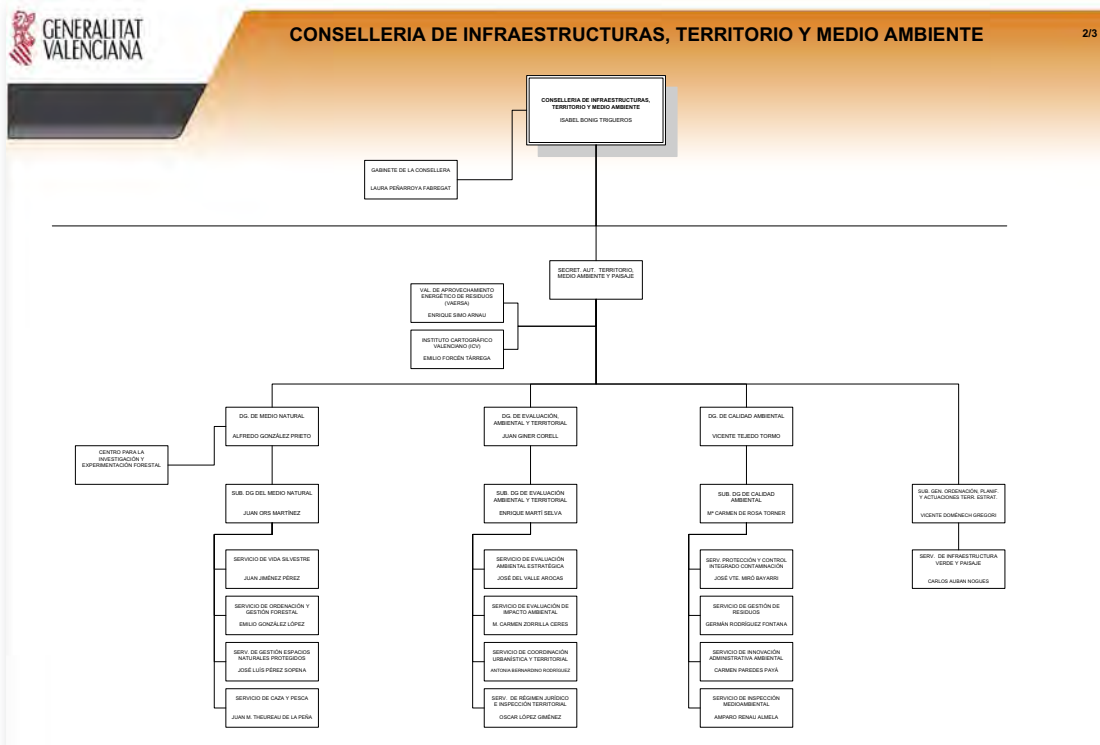 GENERALITAT
VALENCIANA
CONSELLERIA DE INFRAESTRUCTURAS, TERRITORIO Y MEDIO AMBIENTE
2/3
CONSELLERIA DE INFRAESTRUCTURAS,
TERRITORIO Y MEDIO AMBIENTE
ISABEL BONIG TRIGUEROS
GABINETE DE LA CONSELLERA
LAURA PEÑARROYA FABREGAT
SECRET. AUT. TERRITORIO,
MEDIO AMBIENTE Y PAISAJE
VAL. DE APROVECHAMIENTO
ENERGÉTICO DE RESIDUOS
(VAERSA)
ENRIQUE SIMO ARNAU
INSTITUTO CARTOGRÁFICO
VALENCIANO (ICV)
EMILIO FORCÉN TÁRREGA
DG. DE MEDIO NATURAL
ALFREDO GONZÁLEZ PRIETO
DG. DE EVALUACIÓN,
AMBIENTAL Y TERRITORIAL
JUAN GINER CORELL
DG. DE CALIDAD AMBIENTAL
VICENTE TEJEDO TORMO
CENTRO PARA LA
INVESTIGACIÓN Y
EXPERIMENTACIÓN FORESTAL
SUB. DG DEL MEDIO NATURAL
JUAN ORS MARTÍNEZ
SUB. DG DE EVALUACIÓN
AMBIENTAL Y TERRITORIAL
ENRIQUE MARTÍ SELVA
SUB. DG DE CALIDAD
AMBIENTAL
Mª CARMEN DE ROSA TORNER
SUB. GEN. ORDENACIÓN, PLANIF.
Y ACTUACIONES TERR. ESTRAT.
VICENTE DOMÉNECH GREGORI
SERVICIO DE VIDA SILVESTRE
JUAN JIMÉNEZ PÉREZ
SERVICIO DE EVALUACIÓN
AMBIENTAL ESTRATÉGICA
JOSÉ DEL VALLE AROCAS
SERV. PROTECCIÓN Y CONTROL
INTEGRADO CONTAMINACIÓN
JOSÉ VTE. MIRÓ BAYARRI
SERV. DE INFRAESTRUCTURA
VERDE Y PAISAJE
CARLOS AUBAN NOGUES
SERVICIO DE ORDENACIÓN Y
GESTIÓN FORESTAL
EMILIO GONZÁLEZ LÓPEZ
SERVICIO DE EVALUACIÓN DE
IMPACTO AMBIENTAL
M. CARMEN ZORRILLA CERES
SERVICIO DE GESTIÓN DE
RESIDUOS
GERMÁN RODRÍGUEZ FONTANA
SERV. DE GESTIÓN ESPACIOS
NATURALES PROTEGIDOS
JOSÉ LUÍS PÉREZ SOPENA
SERVICIO DE COORDINACIÓN
URBANÍSTICA Y TERRITORIAL
ANTONIA BERNARDINO RODRÍGUEZ
SERVICIO DE INNOVACIÓN
ADMINISTRATIVA AMBIENTAL
CARMEN PAREDES PAYÁ
SERVICIO DE CAZA Y PESCA
JUAN M. THEUREAU DE LA PEÑA
SERV. DE RÉGIMEN JURÍDICO
E INSPECCIÓN TERRITORIAL
OSCAR LÓPEZ GIMÉNEZ
SERVICIO DE INSPECCIÓN
MEDIOAMBIENTAL
AMPARO RENAU ALMELA